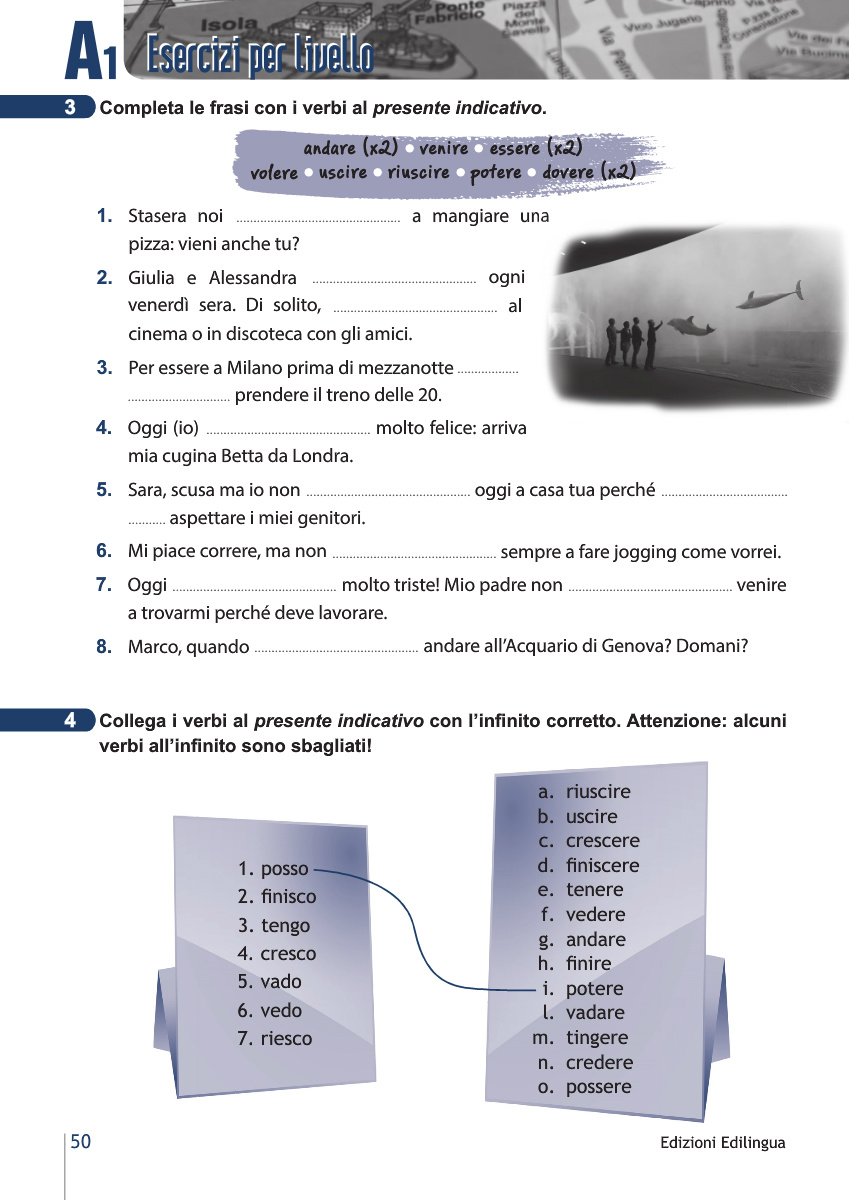 Isola
Ponte
Fabricio
Piazza
del
Monte
Savello
Vico Jugario
Via dei Fi
Via Bucim
Consolazione
A1 Esercizi per livello
3 Completa le frasi con i verbi al presente indicativo.
andare (x2) • venire • essere (x2)
volere • uscire • riuscire • potere • dovere (x2)
1. Stasera noi ................................................ a mangiare una
pizza: vieni anche tu?
2. Giulia e Alessandra ................................................ ogni
venerdì sera. Di solito, ................................................ al
cinema o in discoteca con gli amici.
3. Per essere a Milano prima di mezzanotte ..................
.............................. prendere il treno delle 20.
4. Oggi (io) ................................................ molto felice: arriva
mia cugina Betta da Londra.
5. Sara, scusa ma io non ................................................ oggi a casa tua perché .....................................
........... aspettare i miei genitori.
6. Mi piace correre, ma non ................................................ sempre a fare jogging come vorrei.
7. Oggi ................................................ molto triste! Mio padre non ................................................ venire
a trovarmi perché deve lavorare.
8. Marco, quando ................................................ andare all'Acquario di Genova? Domani?
4 Collega i verbi al presente indicativo con l'infinito corretto. Attenzione: alcuni
verbi all'infinito sono sbagliati!
1. posso
2. finisco
3. tengo
4. cresco
5. vado
6. vedo
7. riesco
a. riuscire
b. uscire
c. crescere
d. finiscere
e. tenere
f. vedere
g. andare
h. finire
i. potere
l. vadare
m. tingere
n. credere
o. possere
50
Edizioni Edilingua